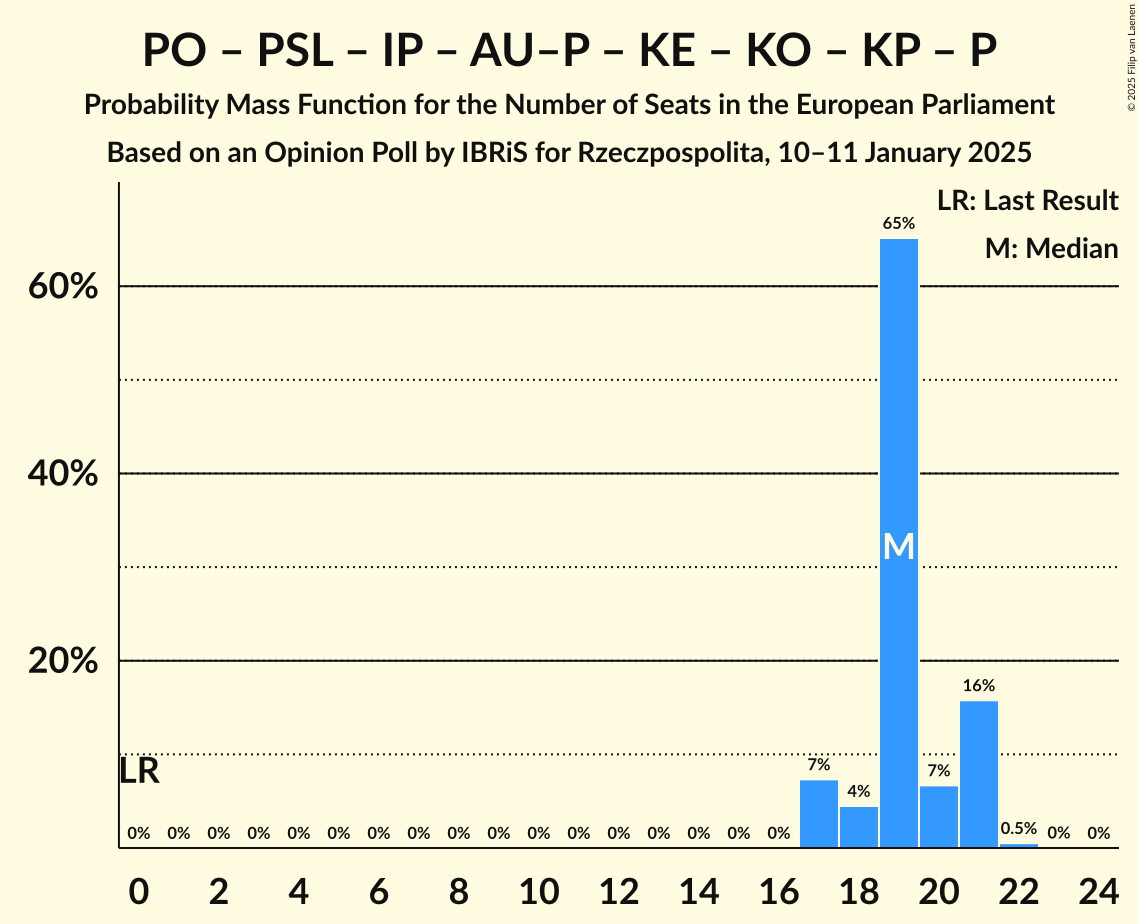 PO – PSL – IP – AU–P – KE – KO – KP – P
Probability Mass Function for the Number of Seats in the European Parliament
Based on an Opinion Poll by IBRiS for Rzeczpospolita, 10–11 January 2025
© 2025 Filip van Laenen
LR: Last Result
M: Median
65%
60%
40%
M
20%
16%
LR
7%
4%
7%
0% 0% 0% 0% 0% 0% 0% 0% 0% 0% 0% 0% 0% 0% 0% 0% 0% 0.5% 0% 0%
0 2 4 6 8 10 12 14 16 18 20 22 24